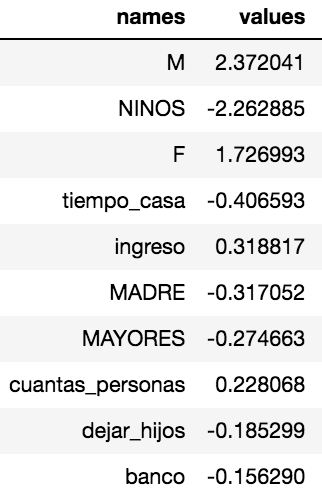 names values
M 2.372041
NINOS -2.262885
F 1.726993
tiempo_casa -0.406593
ingreso 0.318817
MADRE -0.317052
MAYORES -0.274663
cuantas_personas 0.228068
dejar_hijos -0.185299
banco -0.156290